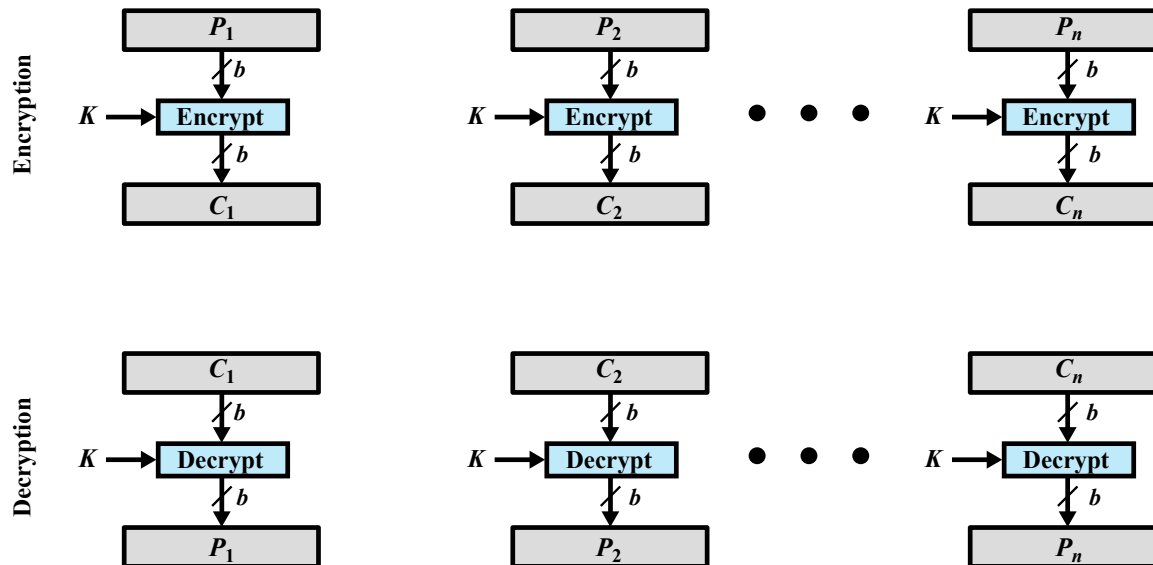 Encryption
P1 P2 Pn
b b b
K Encrypt K Encrypt K Encrypt
b b b
C1 C2 Cn
Decryption
C1 C2 Cn
b b b
K Decrypt K Decrypt K Decrypt
b b b
P1 P2 Pn